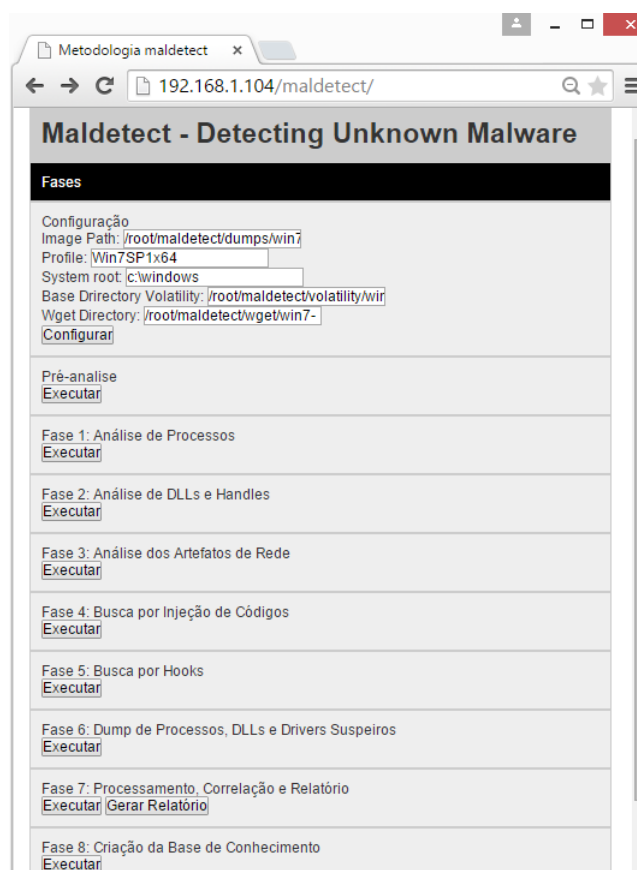 Metodologia maldetect
192.168.1.104/maldetect/
Maldetect - Detecting Unknown Malware
Fases
Configuração
Image Path: /root/maldetect/dumps/win7
Profile: Win7SP1x64
System root: c:\windows
Base Drirectory Volatility: /root/maldetect/volatility/wir
Wget Directory: /root/maldetect/wget/win7-
Configurar
Pré-analise
Executar
Fase 1: Análise de Processos
Executar
Fase 2: Análise de DLLs e Handles
Executar
Fase 3: Análise dos Artefatos de Rede
Executar
Fase 4: Busca por Injeção de Códigos
Executar
Fase 5: Busca por Hooks
Executar
Fase 6: Dump de Processos, DLLs e Drivers Suspeiros
Executar
Fase 7: Processamento, Correlação e Relatório
Executar Gerar Relatório
Fase 8: Criação da Base de Conhecimento
Executar